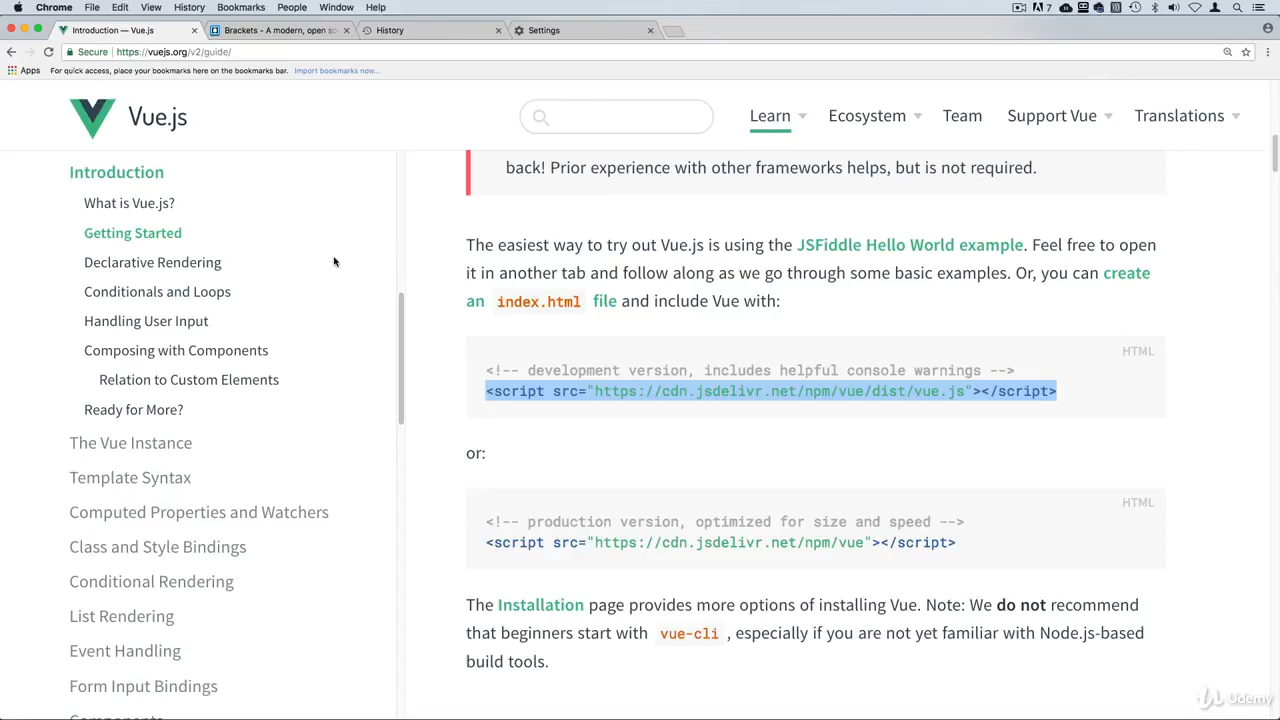 Chrome File Edit View History Bookmarks People Window Help
7
Introduction — Vue.js
Brackets - A modern, open so
History
Settings
Secure https://vuejs.org/v2/guide/
Apps For quick access, place your bookmarks here on the bookmarks bar. Import bookmarks now...
Vue.js
Learn Ecosystem Team Support Vue Translations
Introduction
What is Vue.js?
Getting Started
Declarative Rendering
Conditionals and Loops
Handling User Input
Composing with Components
Relation to Custom Elements
Ready for More?
The Vue Instance
Template Syntax
Computed Properties and Watchers
Class and Style Bindings
Conditional Rendering
List Rendering
Event Handling
Form Input Bindings
Components
back! Prior experience with other frameworks helps, but is not required.
The easiest way to try out Vue.js is using the JSFiddle Hello World example. Feel free to open
it in another tab and follow along as we go through some basic examples. Or, you can create
an index.html file and include Vue with:
HTML
<!-- development version, includes helpful console warnings -->
<script src="https://cdn.jsdelivr.net/npm/vue/dist/vue.js"></script>
or:
HTML
<!-- production version, optimized for size and speed -->
<script src="https://cdn.jsdelivr.net/npm/vue"></script>
The Installation page provides more options of installing Vue. Note: We do not recommend
that beginners start with vue-cli , especially if you are not yet familiar with Node.js-based
build tools.
Udemy